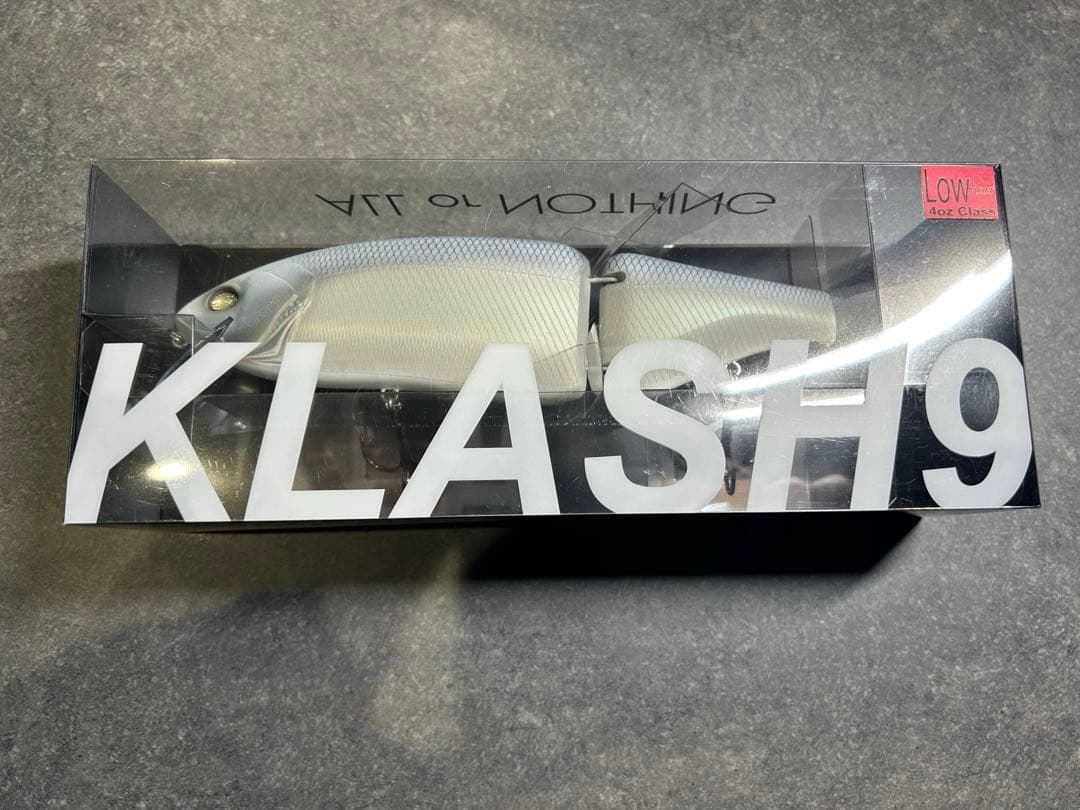 ALL or NOTHING
LOW
4oz Class
KLASH9